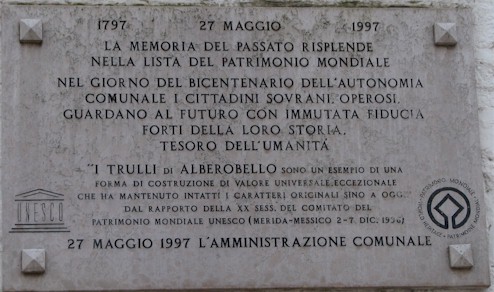 1797 27 MAGGIO 1997
LA MEMORIA DEL PASSATO RISPLENDE
NELLA LISTA DEL PATRIMONIO MONDIALE
NEL GIORNO DEL BICENTENARIO DELL'AUTONOMIA
COMUNALE I CITTADINI SOVRANI, OPEROSI,
GUARDANO AL FUTURO CON IMMUTATA FIDUCIA
FORTI DELLA LORO STORIA,
TESORO DELL'UMANITÁ
"I TRULLI DI ALBEROBELLO SONO UN ESEMPIO DI UNA
FORMA DI COSTRUZIONE DI VALORE UNIVERSALE ECCEZIONALE
CHE HA MANTENUTO INTATTI I CARATTERI ORIGINALI SINO A OGGI"
DAL RAPPORTO DELLA XX SESS. DEL COMITATO DEL
PATRIMONIO MONDIALE UNESCO (MERIDA-MESSICO 2-7. DIC. 1996)
UNESCO
PATRIMONIO MONDIALE
27 MAGGIO 1997 L'AMMINISTRAZIONE COMUNALE